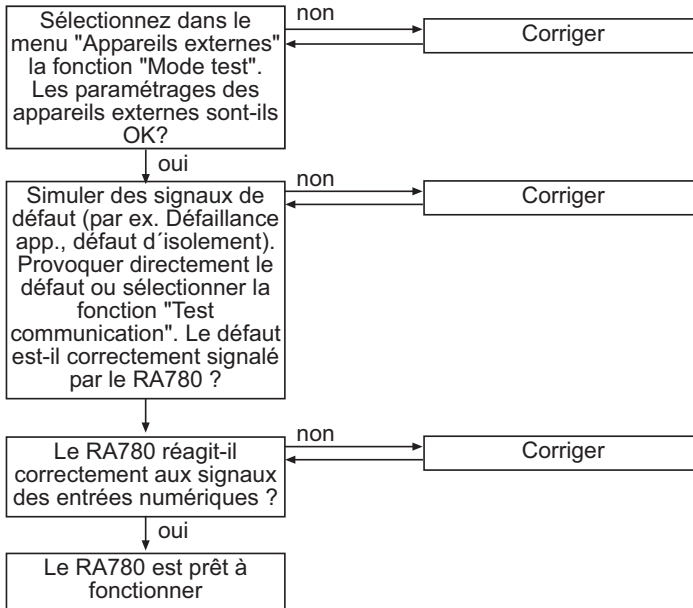 Sélectionnez dans le
menu "Appareils externes"
la fonction "Mode test".
Les paramétrages des
appareils externes sont-ils
OK?
non
Corriger
oui
Simuler des signaux de
défaut (par ex. Défaillance
app., défaut d´isolement).
Provoquer directement le
défaut ou sélectionner la
fonction "Test
communication". Le défaut
est-il correctement signalé
par le RA780 ?
non
Corriger
Le RA780 réagit-il
correctement aux signaux
des entrées numériques ?
non
Corriger
oui
Le RA780 est prêt à
fonctionner